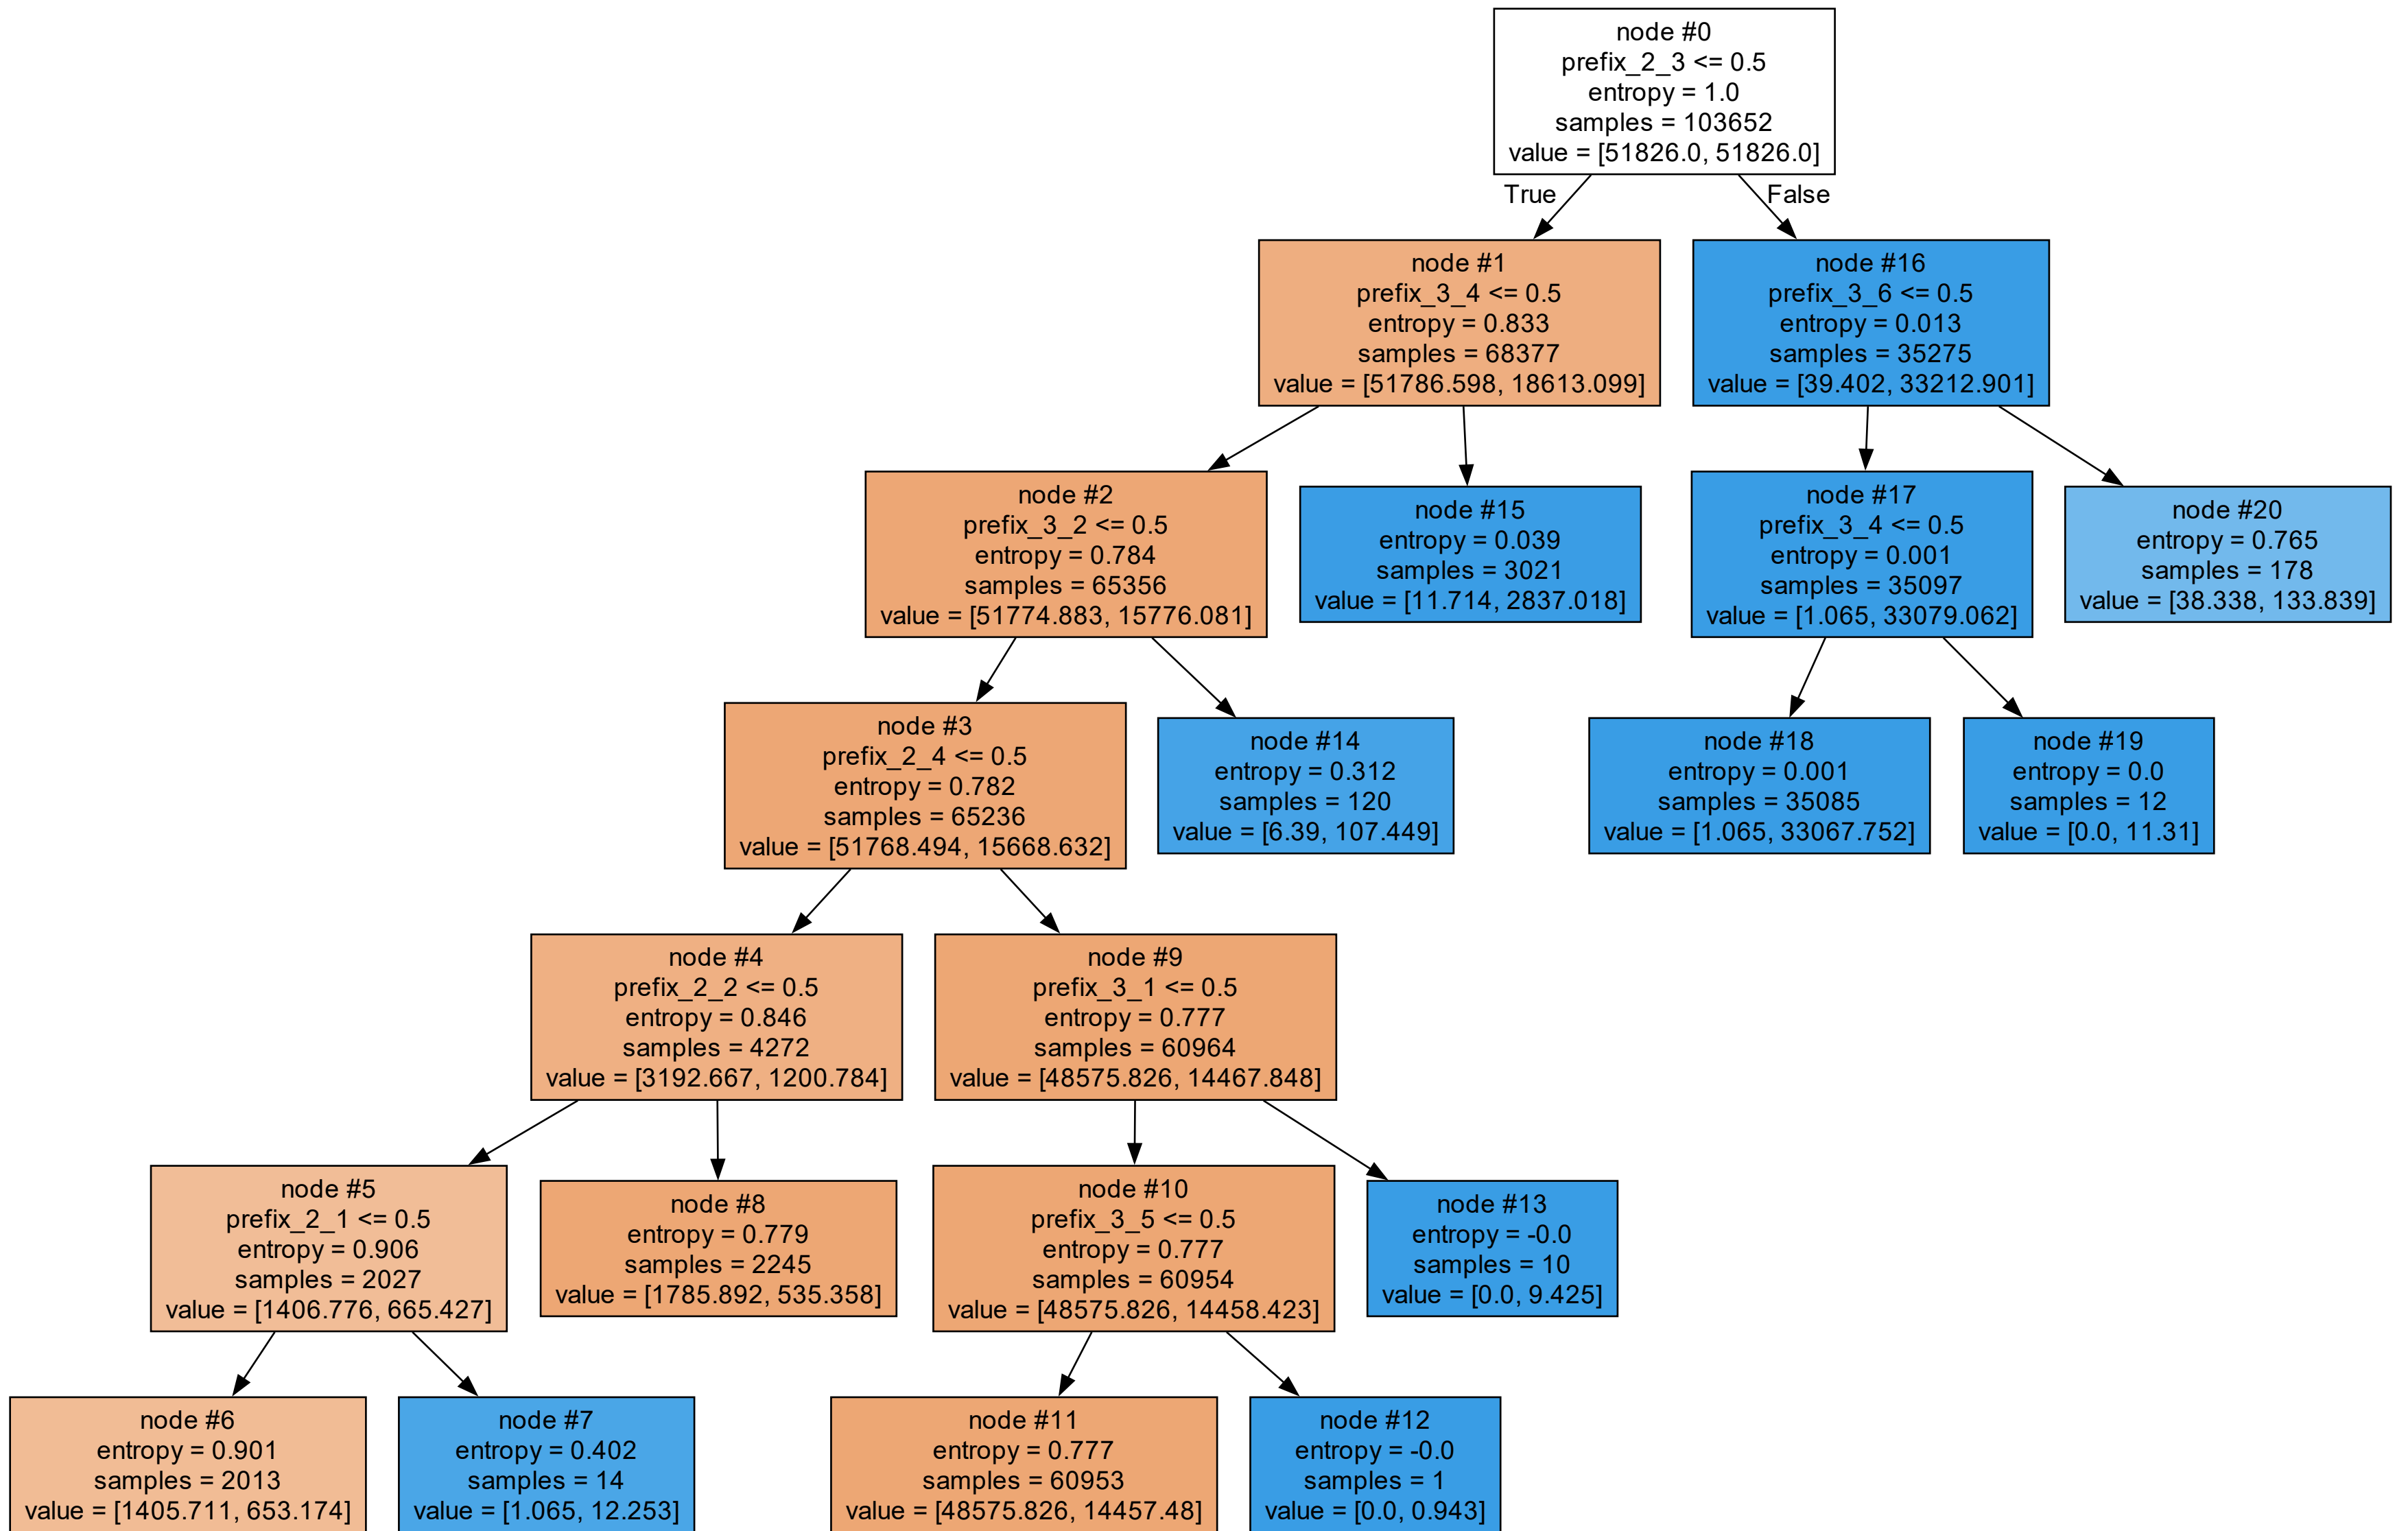 node #0
prefix_2_3 <= 0.5
entropy = 1.0
samples = 103652
value = [51826.0, 51826.0]
True
False
node #1
prefix_3_4 <= 0.5
entropy = 0.833
samples = 68377
value = [51786.598, 18613.099]
node #16
prefix_3_6 <= 0.5
entropy = 0.013
samples = 35275
value = [39.402, 33212.901]
node #2
prefix_3_2 <= 0.5
entropy = 0.784
samples = 65356
value = [51774.883, 15776.081]
node #15
entropy = 0.039
samples = 3021
value = [11.714, 2837.018]
node #17
prefix_3_4 <= 0.5
entropy = 0.001
samples = 35097
value = [1.065, 33079.062]
node #20
entropy = 0.765
samples = 178
value = [38.338, 133.839]
node #3
prefix_2_4 <= 0.5
entropy = 0.782
samples = 65236
value = [51768.494, 15668.632]
node #14
entropy = 0.312
samples = 120
value = [6.39, 107.449]
node #18
entropy = 0.001
samples = 35085
value = [1.065, 33067.752]
node #19
entropy = 0.0
samples = 12
value = [0.0, 11.31]
node #4
prefix_2_2 <= 0.5
entropy = 0.846
samples = 4272
value = [3192.667, 1200.784]
node #9
prefix_3_1 <= 0.5
entropy = 0.777
samples = 60964
value = [48575.826, 14467.848]
node #5
prefix_2_1 <= 0.5
entropy = 0.906
samples = 2027
value = [1406.776, 665.427]
node #8
entropy = 0.779
samples = 2245
value = [1785.892, 535.358]
node #10
prefix_3_5 <= 0.5
entropy = 0.777
samples = 60954
value = [48575.826, 14458.423]
node #13
entropy = -0.0
samples = 10
value = [0.0, 9.425]
node #6
entropy = 0.901
samples = 2013
value = [1405.711, 653.174]
node #7
entropy = 0.402
samples = 14
value = [1.065, 12.253]
node #11
entropy = 0.777
samples = 60953
value = [48575.826, 14457.48]
node #12
entropy = -0.0
samples = 1
value = [0.0, 0.943]